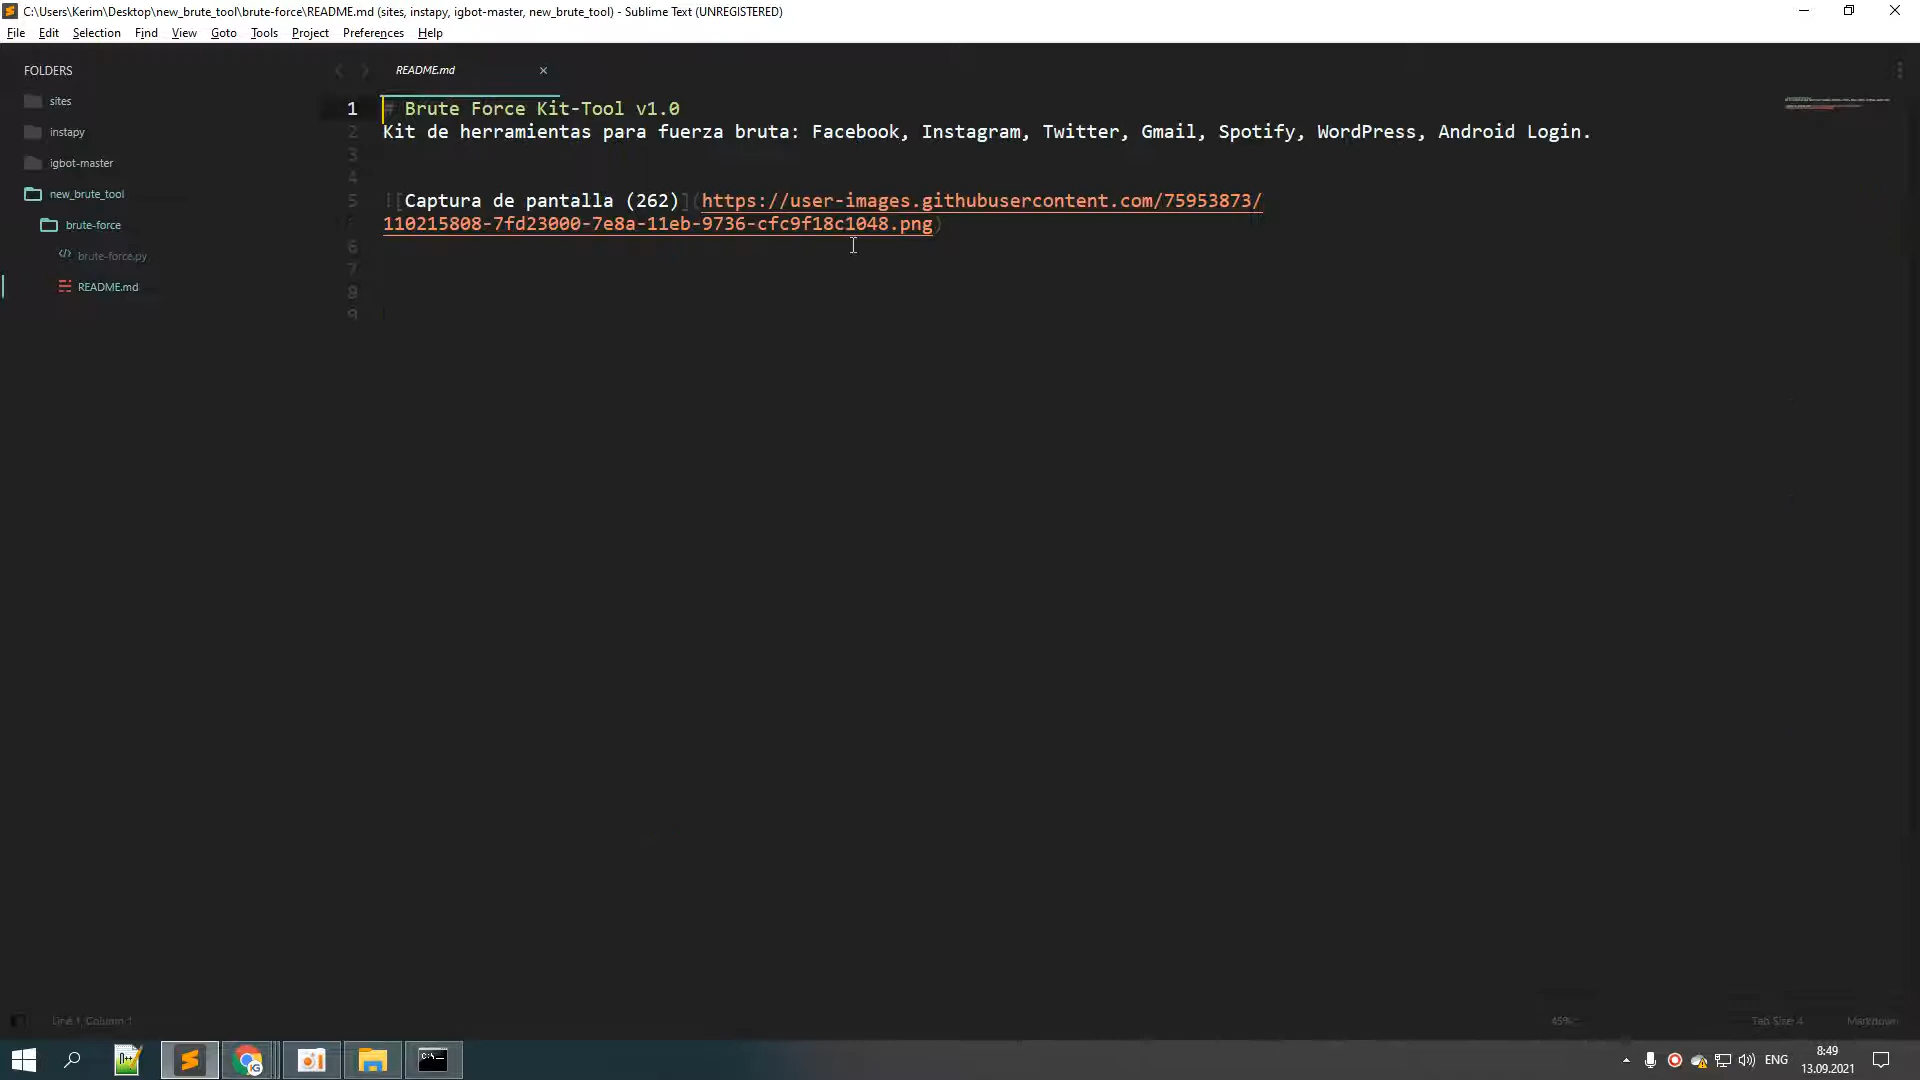 C:\Users\Kerim\Desktop\new_brute_tool\brute-force\README.md (sites, instapy, igbot-master, new_brute_tool) - Sublime Text (UNREGISTERED)
File Edit Selection Find View Goto Tools Project Preferences Help
FOLDERS
sites
instapy
igbot-master
new_brute_tool
brute-force
brute-force.py
README.md
README.md
1 # Brute Force Kit-Tool v1.0
2 Kit de herramientas para fuerza bruta: Facebook, Instagram, Twitter, Gmail, Spotify, WordPress, Android Login.
3
4
5 ![Captura de pantalla (262)](https://user-images.githubusercontent.com/75953873/
110215808-7fd23000-7e8a-11eb-9736-cfc9f18c1048.png)
6
7
8
9
Line 1, Column 1
45%
Tab Size: 4
Markdown
ENG
8:49
13.09.2021